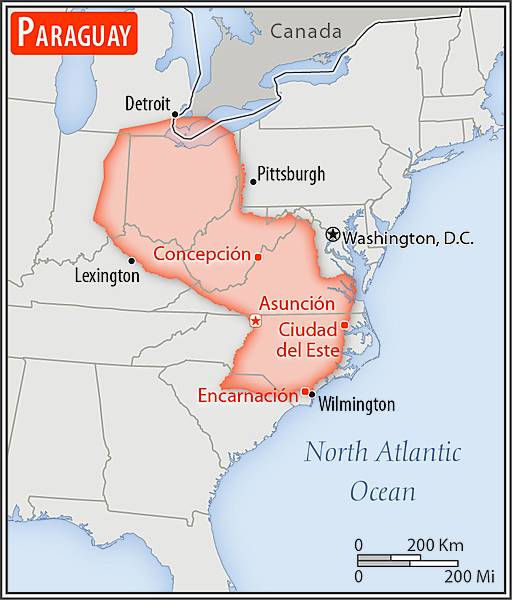 PARAGUAY
Canada
Detroit
Pittsburgh
Washington, D.C.
Concepción
Lexington
Asunción
Ciudad
del Este
Encarnación
Wilmington
North Atlantic
Ocean
0 200 Km
0 200 Mi